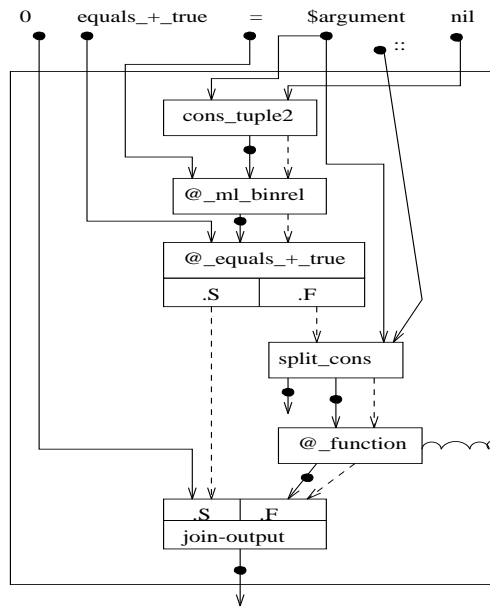 0 equals_+_true = $argument nil
::
cons_tuple2
@_ml_binrel
@_equals_+_true
.S .F
split_cons
@_function
.S .F
join-output